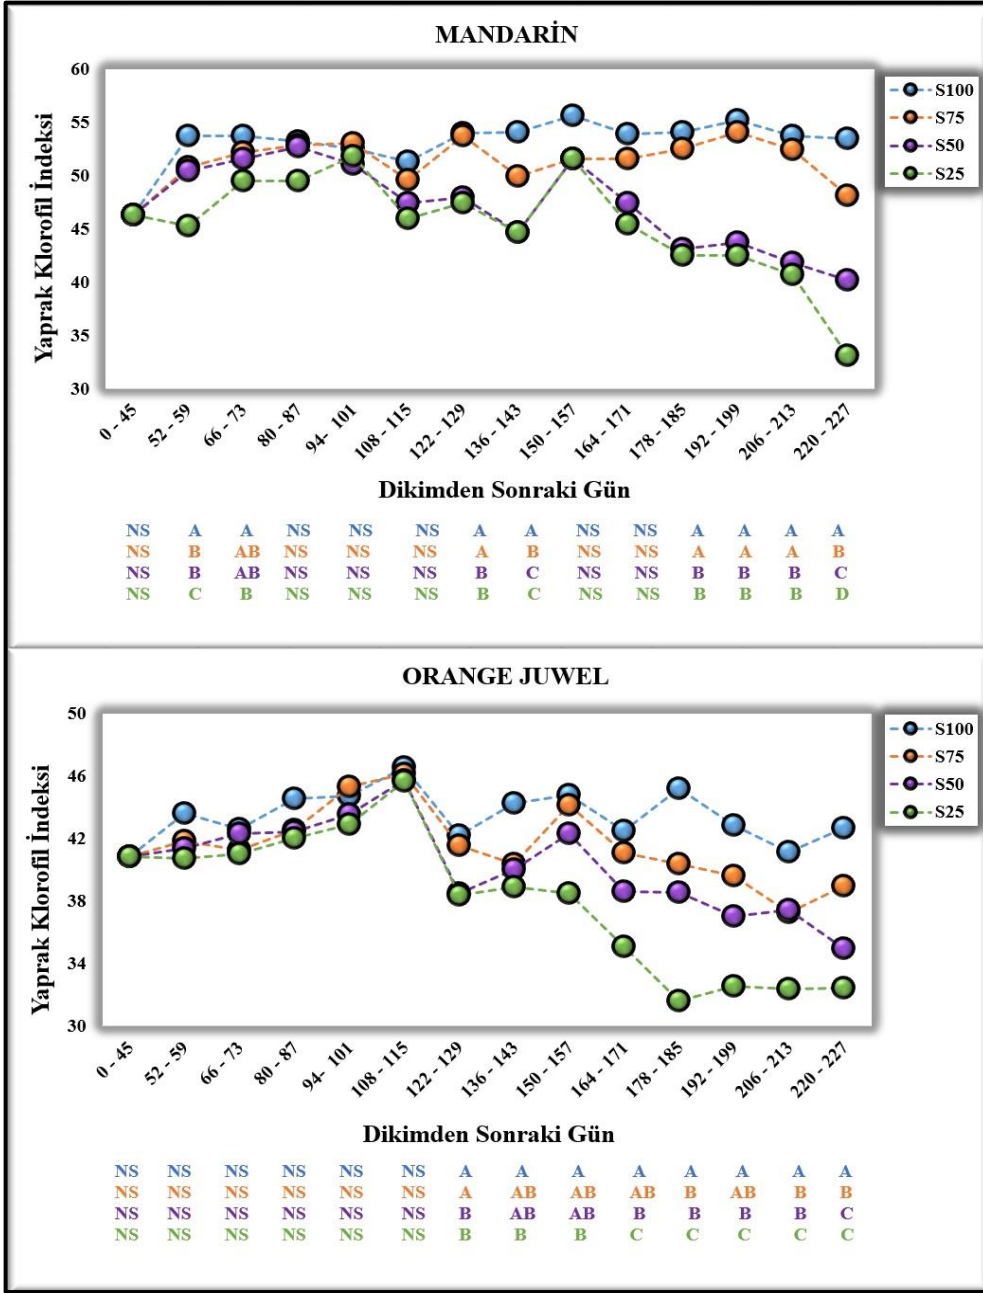 MANDARİN
60
55
50
45
40
35
30
Yaprak Klorofil İndeksi
S100
S75
S50
S25
0 - 45 52 - 59 66 - 73 80 - 87 94- 101 108 - 115 122 - 129 136 - 143 150 - 157 164 - 171 178 - 185 192 - 199 206 - 213 220 - 227
Dikimden Sonraki Gün
NS A A NS NS NS A A NS NS A A A A
NS B AB NS NS NS A B NS NS A A A B
NS B AB NS NS NS B C NS NS B B B C
NS C B NS NS NS B C NS NS B B B D
ORANGE JUWEL
50
46
42
38
34
30
Yaprak Klorofil İndeksi
S100
S75
S50
S25
0 - 45 52 - 59 66 - 73 80 - 87 94- 101 108 - 115 122 - 129 136 - 143 150 - 157 164 - 171 178 - 185 192 - 199 206 - 213 220 - 227
Dikimden Sonraki Gün
NS NS NS NS NS NS A A A A A A A A
NS NS NS NS NS NS A AB AB AB B AB B B
NS NS NS NS NS NS B AB AB B B B B C
NS NS NS NS NS NS B B B C C C C C